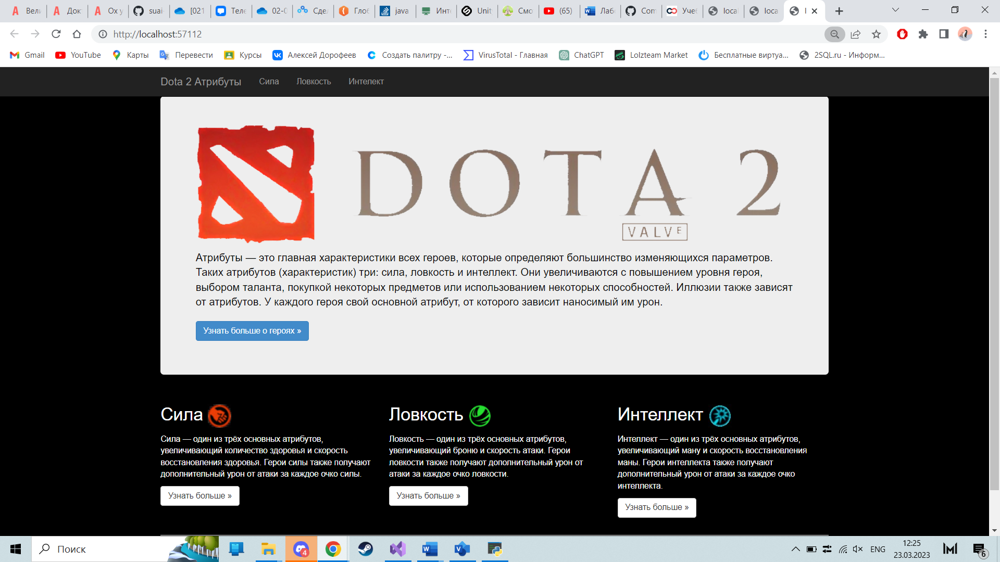 Вели
Док
Ох у
suai-
[021
Теле
02-0
Сдел
Глоб
java
Инте
Unit
Смо
(65)
Лабо
Com
Учеб
local
loca
l
http://localhost:57112
Gmail
YouTube
Карты
Перевести
Курсы
Алексей Дорофеев
Создать палитру -...
VirusTotal - Главная
ChatGPT
Lolzteam Market
Бесплатные виртуа...
2SQL.ru - Информ...
Dota 2 Атрибуты
Сила
Ловкость
Интелект
DOTA 2
VALVE
Атрибуты — это главная характеристики всех героев, которые определяют большинство изменяющихся параметров.
Таких атрибутов (характеристик) три: сила, ловкость и интеллект. Они увеличиваются с повышением уровня героя,
выбором таланта, покупкой некоторых предметов или использованием некоторых способностей. Иллюзии также зависят
от атрибутов. У каждого героя свой основной атрибут, от которого зависит наносимый им урон.
Узнать больше о героях »
Сила
Сила — один из трёх основных атрибутов,
увеличивающий количество здоровья и скорость
восстановления здоровья. Герои силы также получают
дополнительный урон от атаки за каждое очко силы.
Узнать больше »
Ловкость
Ловкость — один из трёх основных атрибутов,
увеличивающий броню и скорость атаки. Герои
ловкости также получают дополнительный урон от
атаки за каждое очко ловкости.
Узнать больше »
Интеллект
Интеллект — один из трёх основных атрибутов,
увеличивающий ману и скорость восстановления
маны. Герои интеллекта также получают
дополнительный урон от атаки за каждое очко
интеллекта.
Узнать больше »
Поиск
4
ENG
12:25
23.03.2023
6